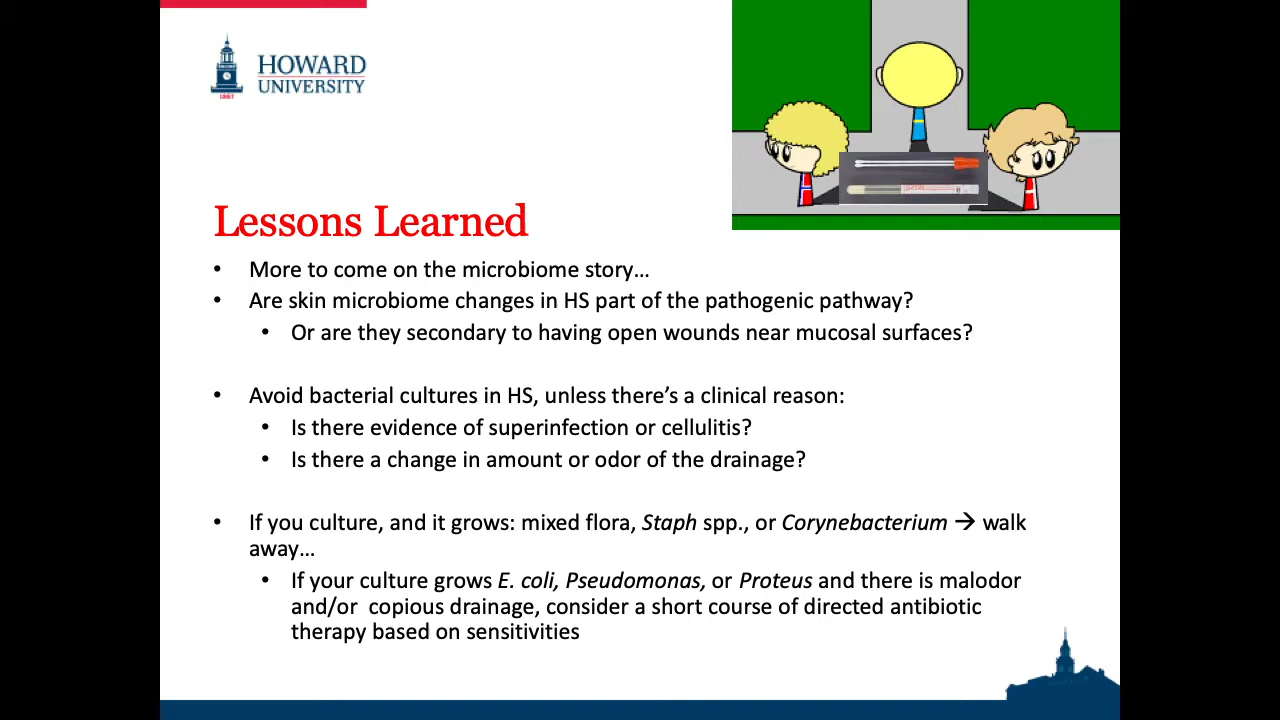 HOWARD
UNIVERSITY
Lessons Learned
• More to come on the microbiome story…
• Are skin microbiome changes in HS part of the pathogenic pathway?
• Or are they secondary to having open wounds near mucosal surfaces?
• Avoid bacterial cultures in HS, unless there’s a clinical reason:
• Is there evidence of superinfection or cellulitis?
• Is there a change in amount or odor of the drainage?
• If you culture, and it grows: mixed flora, Staph spp., or Corynebacterium → walk
away…
• If your culture grows E. coli, Pseudomonas, or Proteus and there is malodor
and/or  copious drainage, consider a short course of directed antibiotic
therapy based on sensitivities